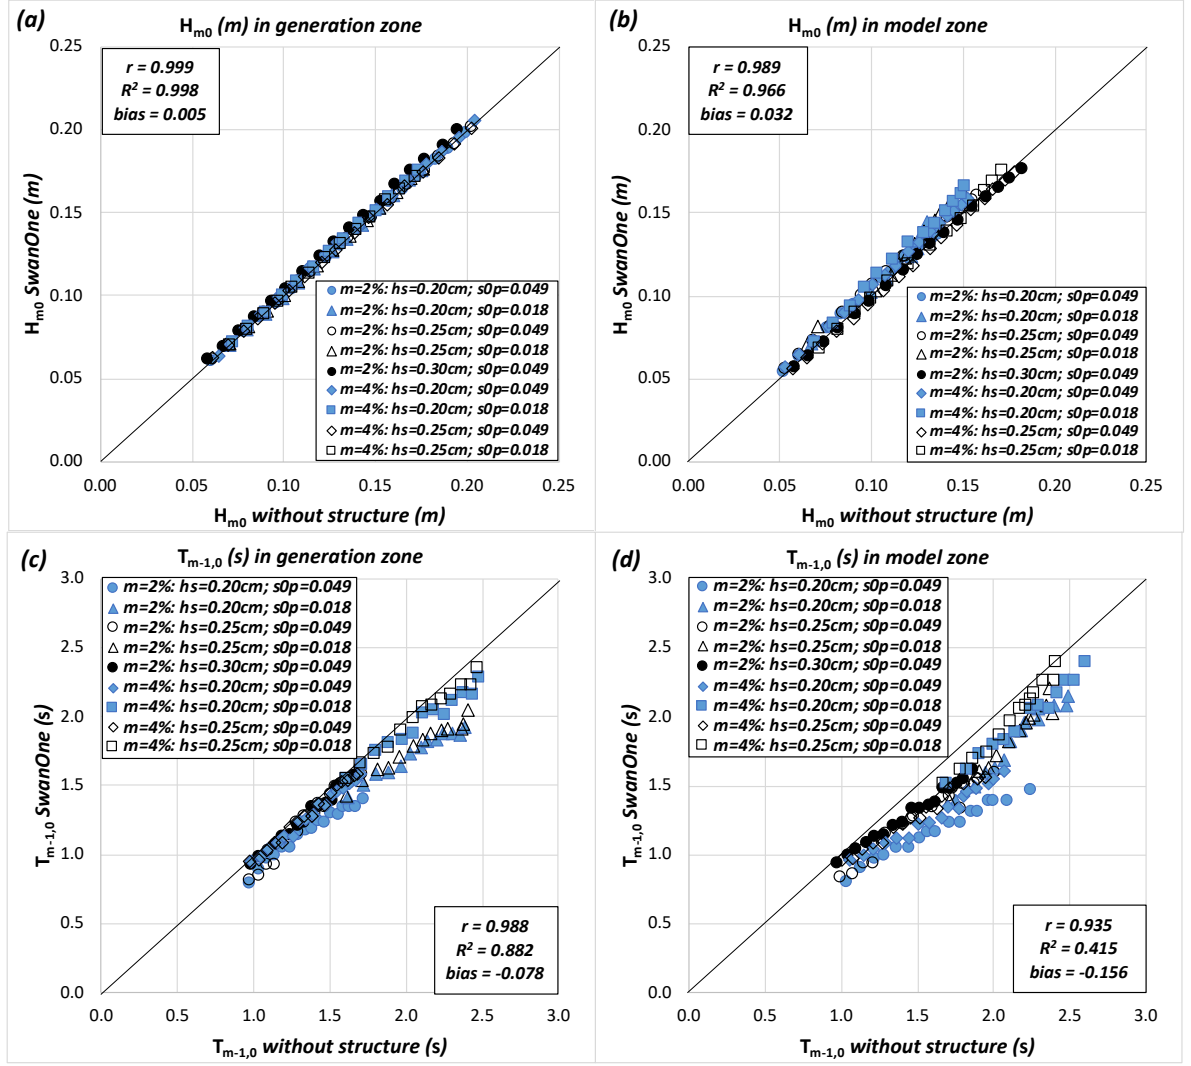 (a)
Hm0 (m) in generation zone
0.25
0.20
0.15
0.10
0.05
0.00
r = 0.999
R² = 0.998
bias = 0.005
Hm0 SwanOne (m)
m=2%: hs=0.20cm; s0p=0.049
m=2%: hs=0.20cm; s0p=0.018
m=2%: hs=0.25cm; s0p=0.049
m=2%: hs=0.25cm; s0p=0.018
m=2%: hs=0.30cm; s0p=0.049
m=4%: hs=0.20cm; s0p=0.049
m=4%: hs=0.20cm; s0p=0.018
m=4%: hs=0.25cm; s0p=0.049
m=4%: hs=0.25cm; s0p=0.018
0.00 0.05 0.10 0.15 0.20 0.25
Hm0 without structure (m)
(b)
Hm0 (m) in model zone
0.25
0.20
0.15
0.10
0.05
0.00
r = 0.989
R² = 0.966
bias = 0.032
Hm0 SwanOne (m)
m=2%: hs=0.20cm; s0p=0.049
m=2%: hs=0.20cm; s0p=0.018
m=2%: hs=0.25cm; s0p=0.049
m=2%: hs=0.25cm; s0p=0.018
m=2%: hs=0.30cm; s0p=0.049
m=4%: hs=0.20cm; s0p=0.049
m=4%: hs=0.20cm; s0p=0.018
m=4%: hs=0.25cm; s0p=0.049
m=4%: hs=0.25cm; s0p=0.018
0.00 0.05 0.10 0.15 0.20 0.25
Hm0 without structure (m)
(c)
Tm-1,0 (s) in generation zone
3.0
2.5
2.0
1.5
1.0
0.5
0.0
m=2%: hs=0.20cm; s0p=0.049
m=2%: hs=0.20cm; s0p=0.018
m=2%: hs=0.25cm; s0p=0.049
m=2%: hs=0.25cm; s0p=0.018
m=2%: hs=0.30cm; s0p=0.049
m=4%: hs=0.20cm; s0p=0.049
m=4%: hs=0.20cm; s0p=0.018
m=4%: hs=0.25cm; s0p=0.049
m=4%: hs=0.25cm; s0p=0.018
Tm-1,0 SwanOne (s)
r = 0.988
R² = 0.882
bias = -0.078
0.0 0.5 1.0 1.5 2.0 2.5 3.0
Tm-1,0 without structure (s)
(d)
Tm-1,0 (s) in model zone
3.0
2.5
2.0
1.5
1.0
0.5
0.0
m=2%: hs=0.20cm; s0p=0.049
m=2%: hs=0.20cm; s0p=0.018
m=2%: hs=0.25cm; s0p=0.049
m=2%: hs=0.25cm; s0p=0.018
m=2%: hs=0.30cm; s0p=0.049
m=4%: hs=0.20cm; s0p=0.049
m=4%: hs=0.20cm; s0p=0.018
m=4%: hs=0.25cm; s0p=0.049
m=4%: hs=0.25cm; s0p=0.018
Tm-1,0 SwanOne (s)
r = 0.935
R² = 0.415
bias = -0.156
0.0 0.5 1.0 1.5 2.0 2.5 3.0
Tm-1,0 without structure (s)